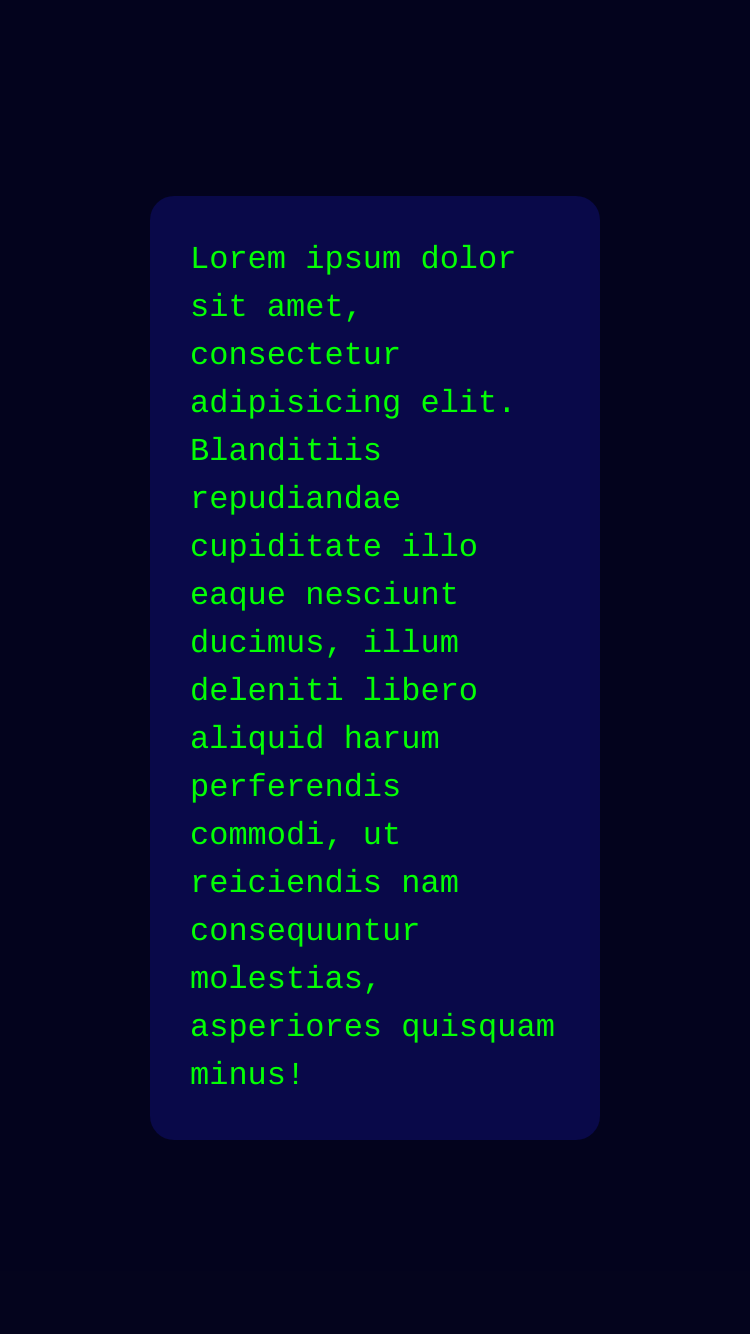 Lorem ipsum dolor
sit amet,
consectetur
adipisicing elit.
Blanditiis
repudiandae
cupiditate illo
eaque nesciunt
ducimus, illum
deleniti libero
aliquid harum
perferendis
commodi, ut
reiciendis nam
consequuntur
molestias,
asperiores quisquam
minus!